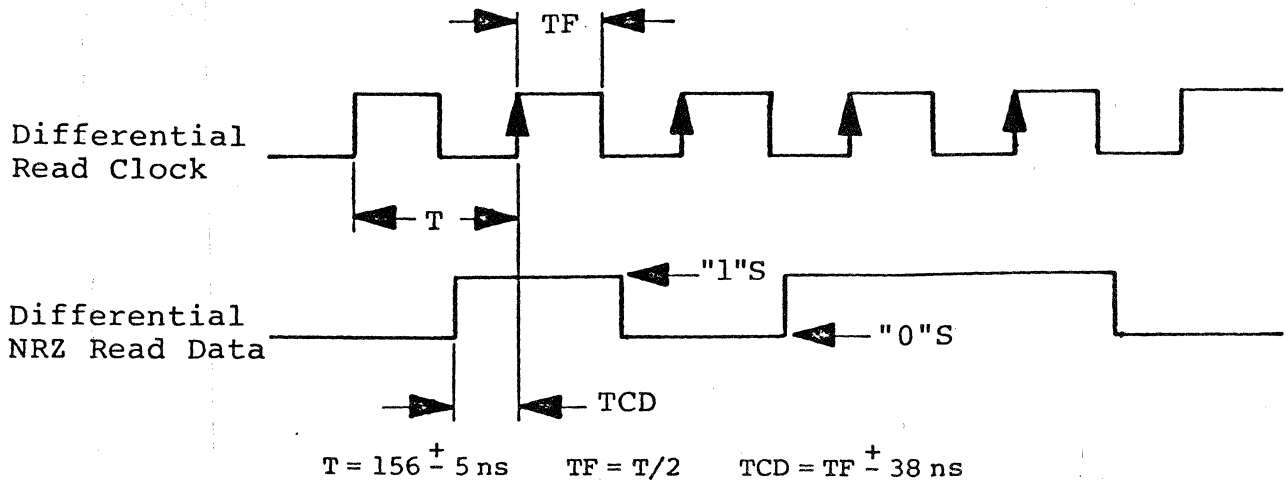 TF
Differential
Read Clock
T
"1"S
Differential
NRZ Read Data
"0"S
TCD
T = 156 ± 5 ns TF = T/2 TCD = TF ± 38 ns